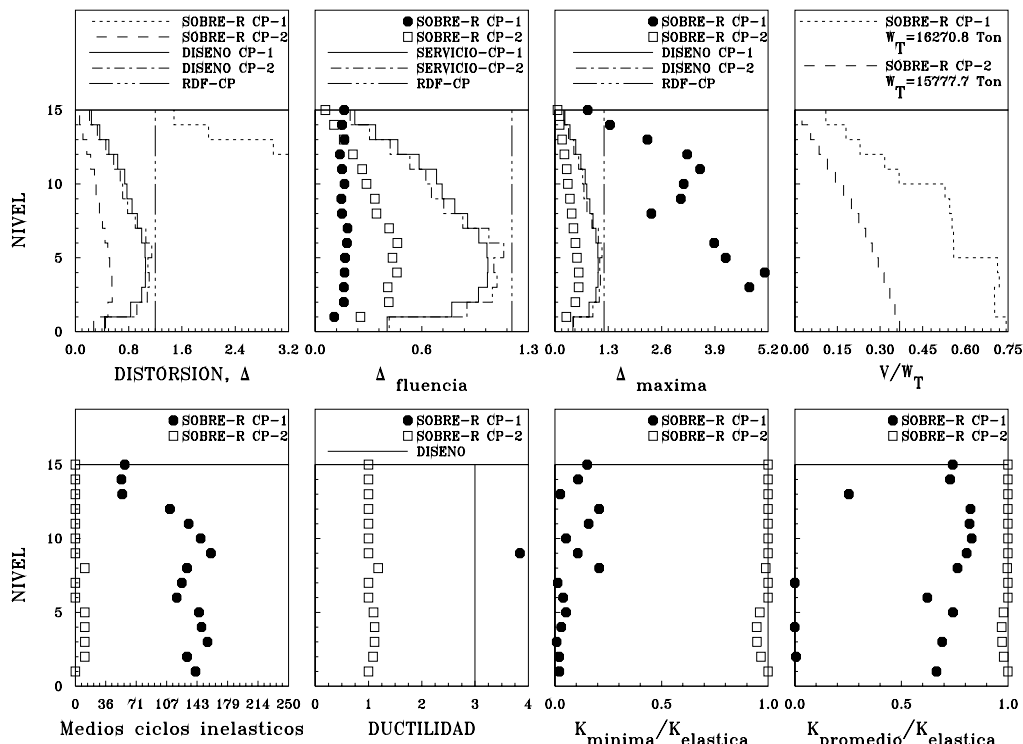 SOBRE-R CP-1
SOBRE-R CP-2
DISENO CP-1
DISENO CP-2
RDF-CP
SOBRE-R CP-1
SOBRE-R CP-2
SERVICIO-CP-1
SERVICIO-CP-2
RDF-CP
SOBRE-R CP-1
SOBRE-R CP-2
DISENO CP-1
DISENO CP-2
RDF-CP
SOBRE-R CP-1
W_T=16270.8 Ton
SOBRE-R CP-2
W_T=15777.7 Ton
NIVEL
15
10
5
0
0.0 0.8 1.6 2.4 3.2
DISTORSION, Δ
0.0 0.6 1.3
Δ fluencia
0.0 1.3 2.6 3.9 5.2
Δ maxima
0.00 0.15 0.30 0.45 0.60 0.75
V/W_T
SOBRE-R CP-1
SOBRE-R CP-2
SOBRE-R CP-1
SOBRE-R CP-2
DISENO
SOBRE-R CP-1
SOBRE-R CP-2
SOBRE-R CP-1
SOBRE-R CP-2
NIVEL
15
10
5
0
0 36 71 107 143 179 214 250
Medios ciclos inelasticos
0 1 2 3 4
DUCTILIDAD
0.0 0.5 1.0
K_minima/K_elastica
0.0 0.5 1.0
K_promedio/K_elastica